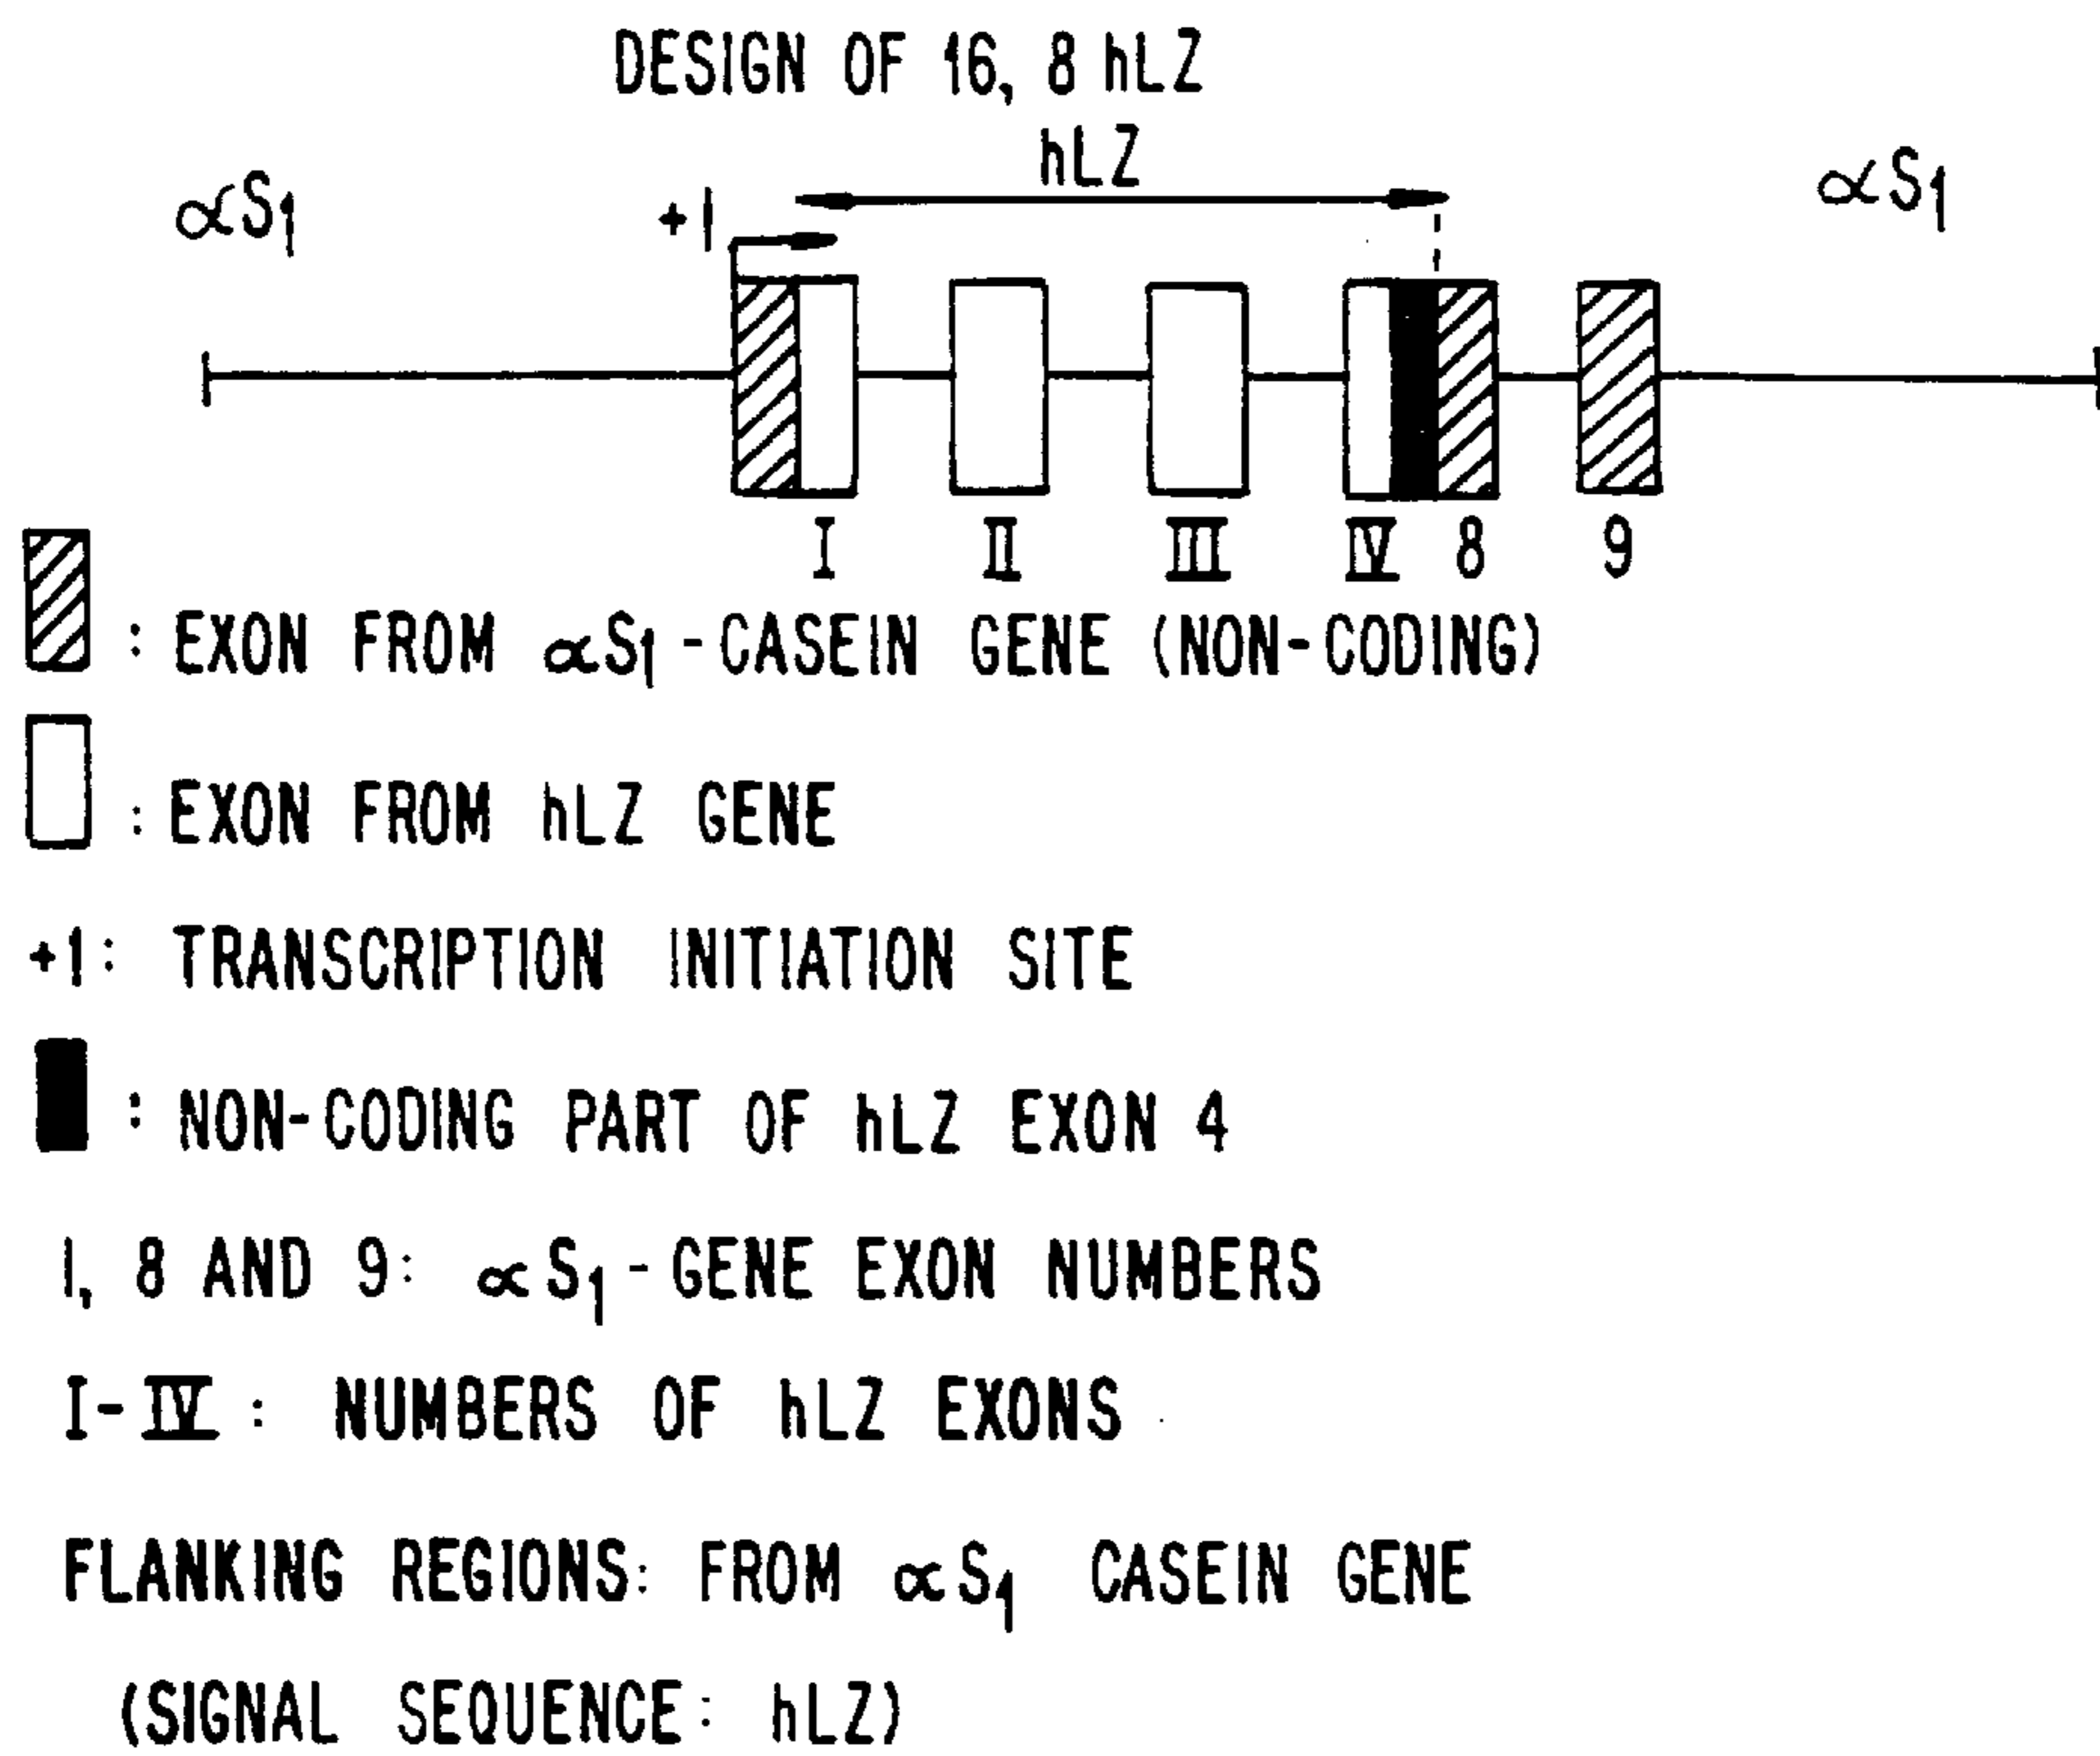 DESIGN OF 16, 8 hLZ
hLZ
αS1 +1 αS1
I II III IV 8 9
: EXON FROM αS1-CASEIN GENE (NON-CODING)
: EXON FROM hLZ GENE
+1: TRANSCRIPTION INITIATION SITE
: NON-CODING PART OF hLZ EXON 4
1, 8 AND 9: αS1-GENE EXON NUMBERS
I-IV: NUMBERS OF hLZ EXONS
FLANKING REGIONS: FROM αS1 CASEIN GENE
(SIGNAL SEQUENCE: hLZ)